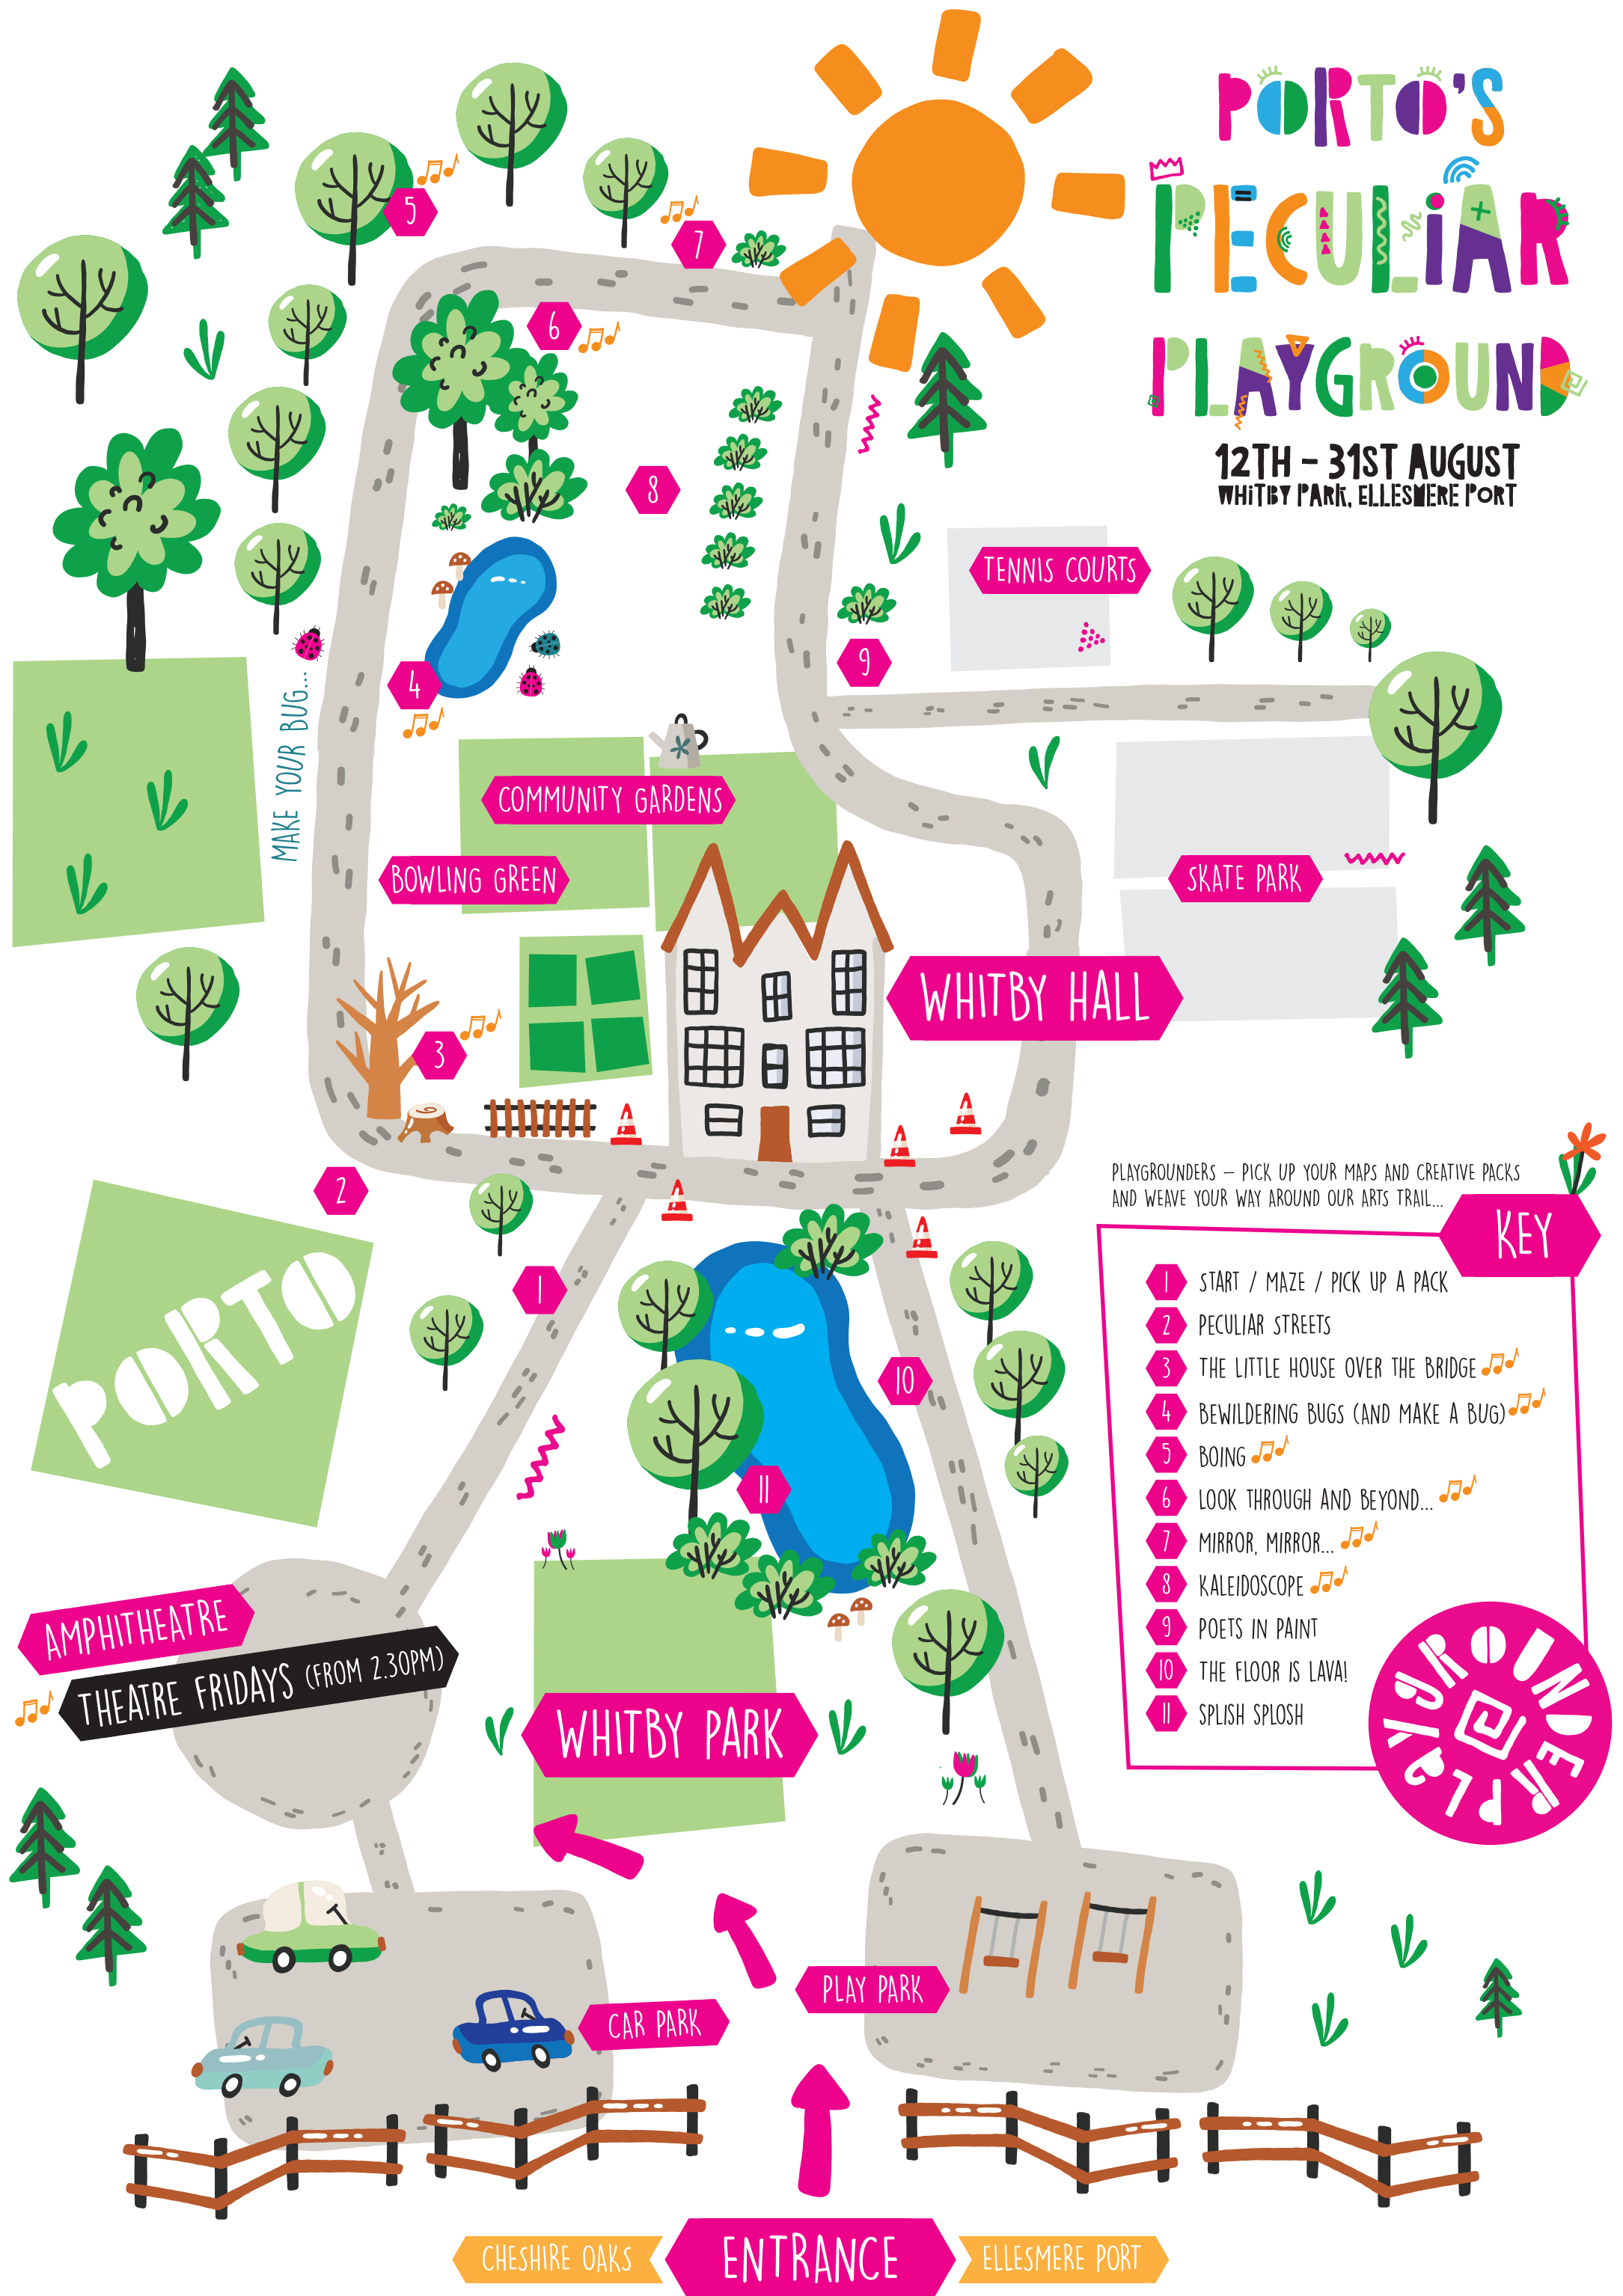 PORTO'S
PECULIAR
PLAYGROUND
12TH – 31ST AUGUST
WHITBY PARK, ELLESMERE PORT
5
7
6
8
TENNIS COURTS
9
4
MAKE YOUR BUG...
COMMUNITY GARDENS
BOWLING GREEN
SKATE PARK
WHITBY HALL
3
2
PLAYGROUNDERS – PICK UP YOUR MAPS AND CREATIVE PACKS
AND WEAVE YOUR WAY AROUND OUR ARTS TRAIL...
KEY
1 START / MAZE / PICK UP A PACK
2 PECULIAR STREETS
3 THE LITTLE HOUSE OVER THE BRIDGE
4 BEWILDERING BUGS (AND MAKE A BUG)
5 BOING
6 LOOK THROUGH AND BEYOND...
7 MIRROR, MIRROR...
8 KALEIDOSCOPE
9 POETS IN PAINT
10 THE FLOOR IS LAVA!
11 SPLISH SPLOSH
PLAYGROUNDER
1
PORTO
10
11
AMPHITHEATRE
THEATRE FRIDAYS (FROM 2.30PM)
WHITBY PARK
PLAY PARK
CAR PARK
CHESHIRE OAKS
ENTRANCE
ELLESMERE PORT